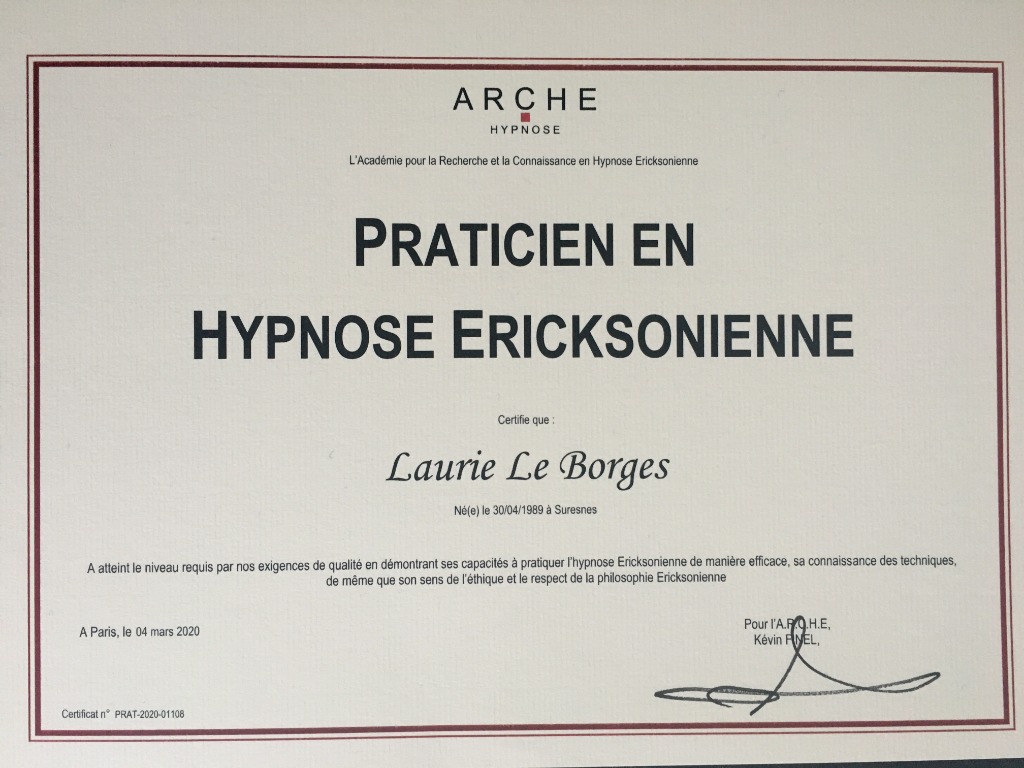 ARCHE
HYPNOSE
L'Académie pour la Recherche et la Connaissance en Hypnose Ericksonienne
PRATICIEN EN
HYPNOSE ERICKSONIENNE
Certifie que :
Laurie Le Borges
Né(e) le 30/04/1989 à Suresnes
A atteint le niveau requis par nos exigences de qualité en démontrant ses capacités à pratiquer l'hypnose Ericksonienne de manière efficace, sa connaissance des techniques,
de même que son sens de l'éthique et le respect de la philosophie Ericksonienne
A Paris, le 04 mars 2020
Pour l'A.R.C.H.E,
Kévin FINEL,
Certificat n° PRAT-2020-01108